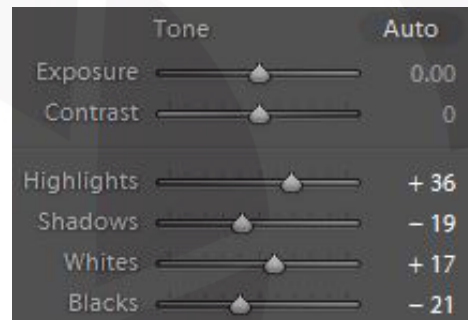 Tone Auto
Exposure 0.00
Contrast 0
Highlights + 36
Shadows − 19
Whites + 17
Blacks − 21